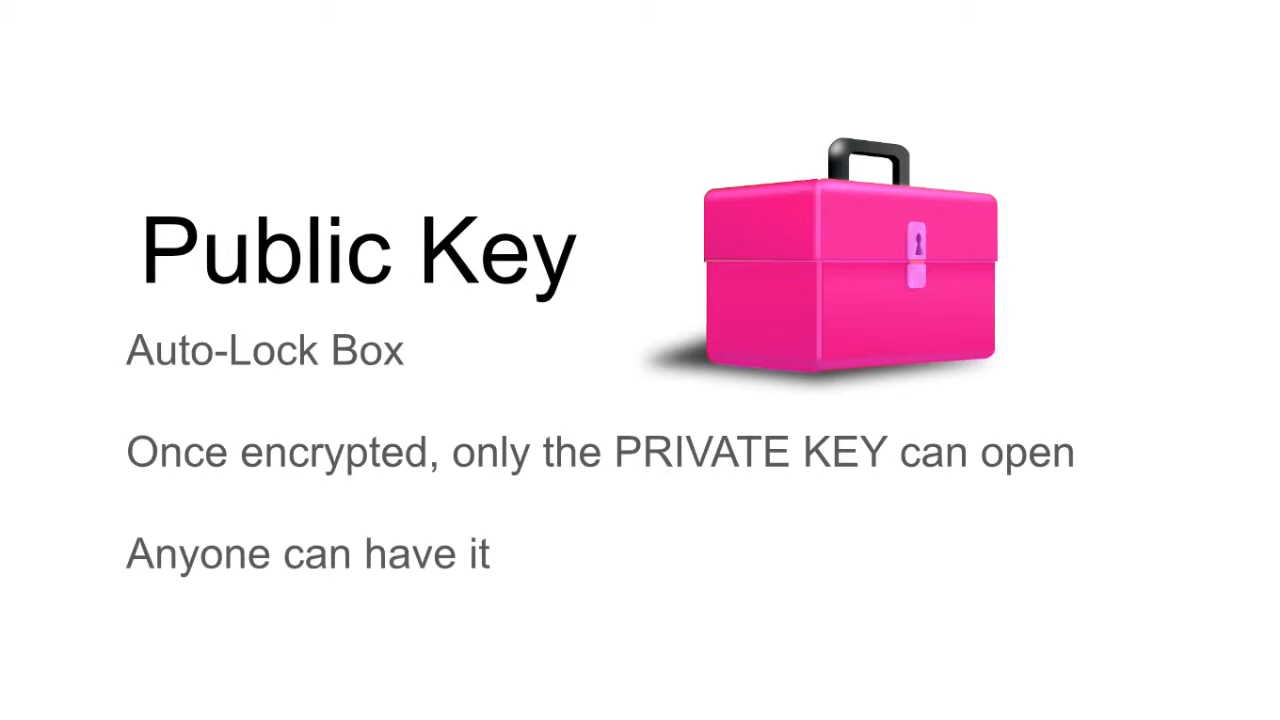 Public Key
Auto-Lock Box
Once encrypted, only the PRIVATE KEY can open
Anyone can have it